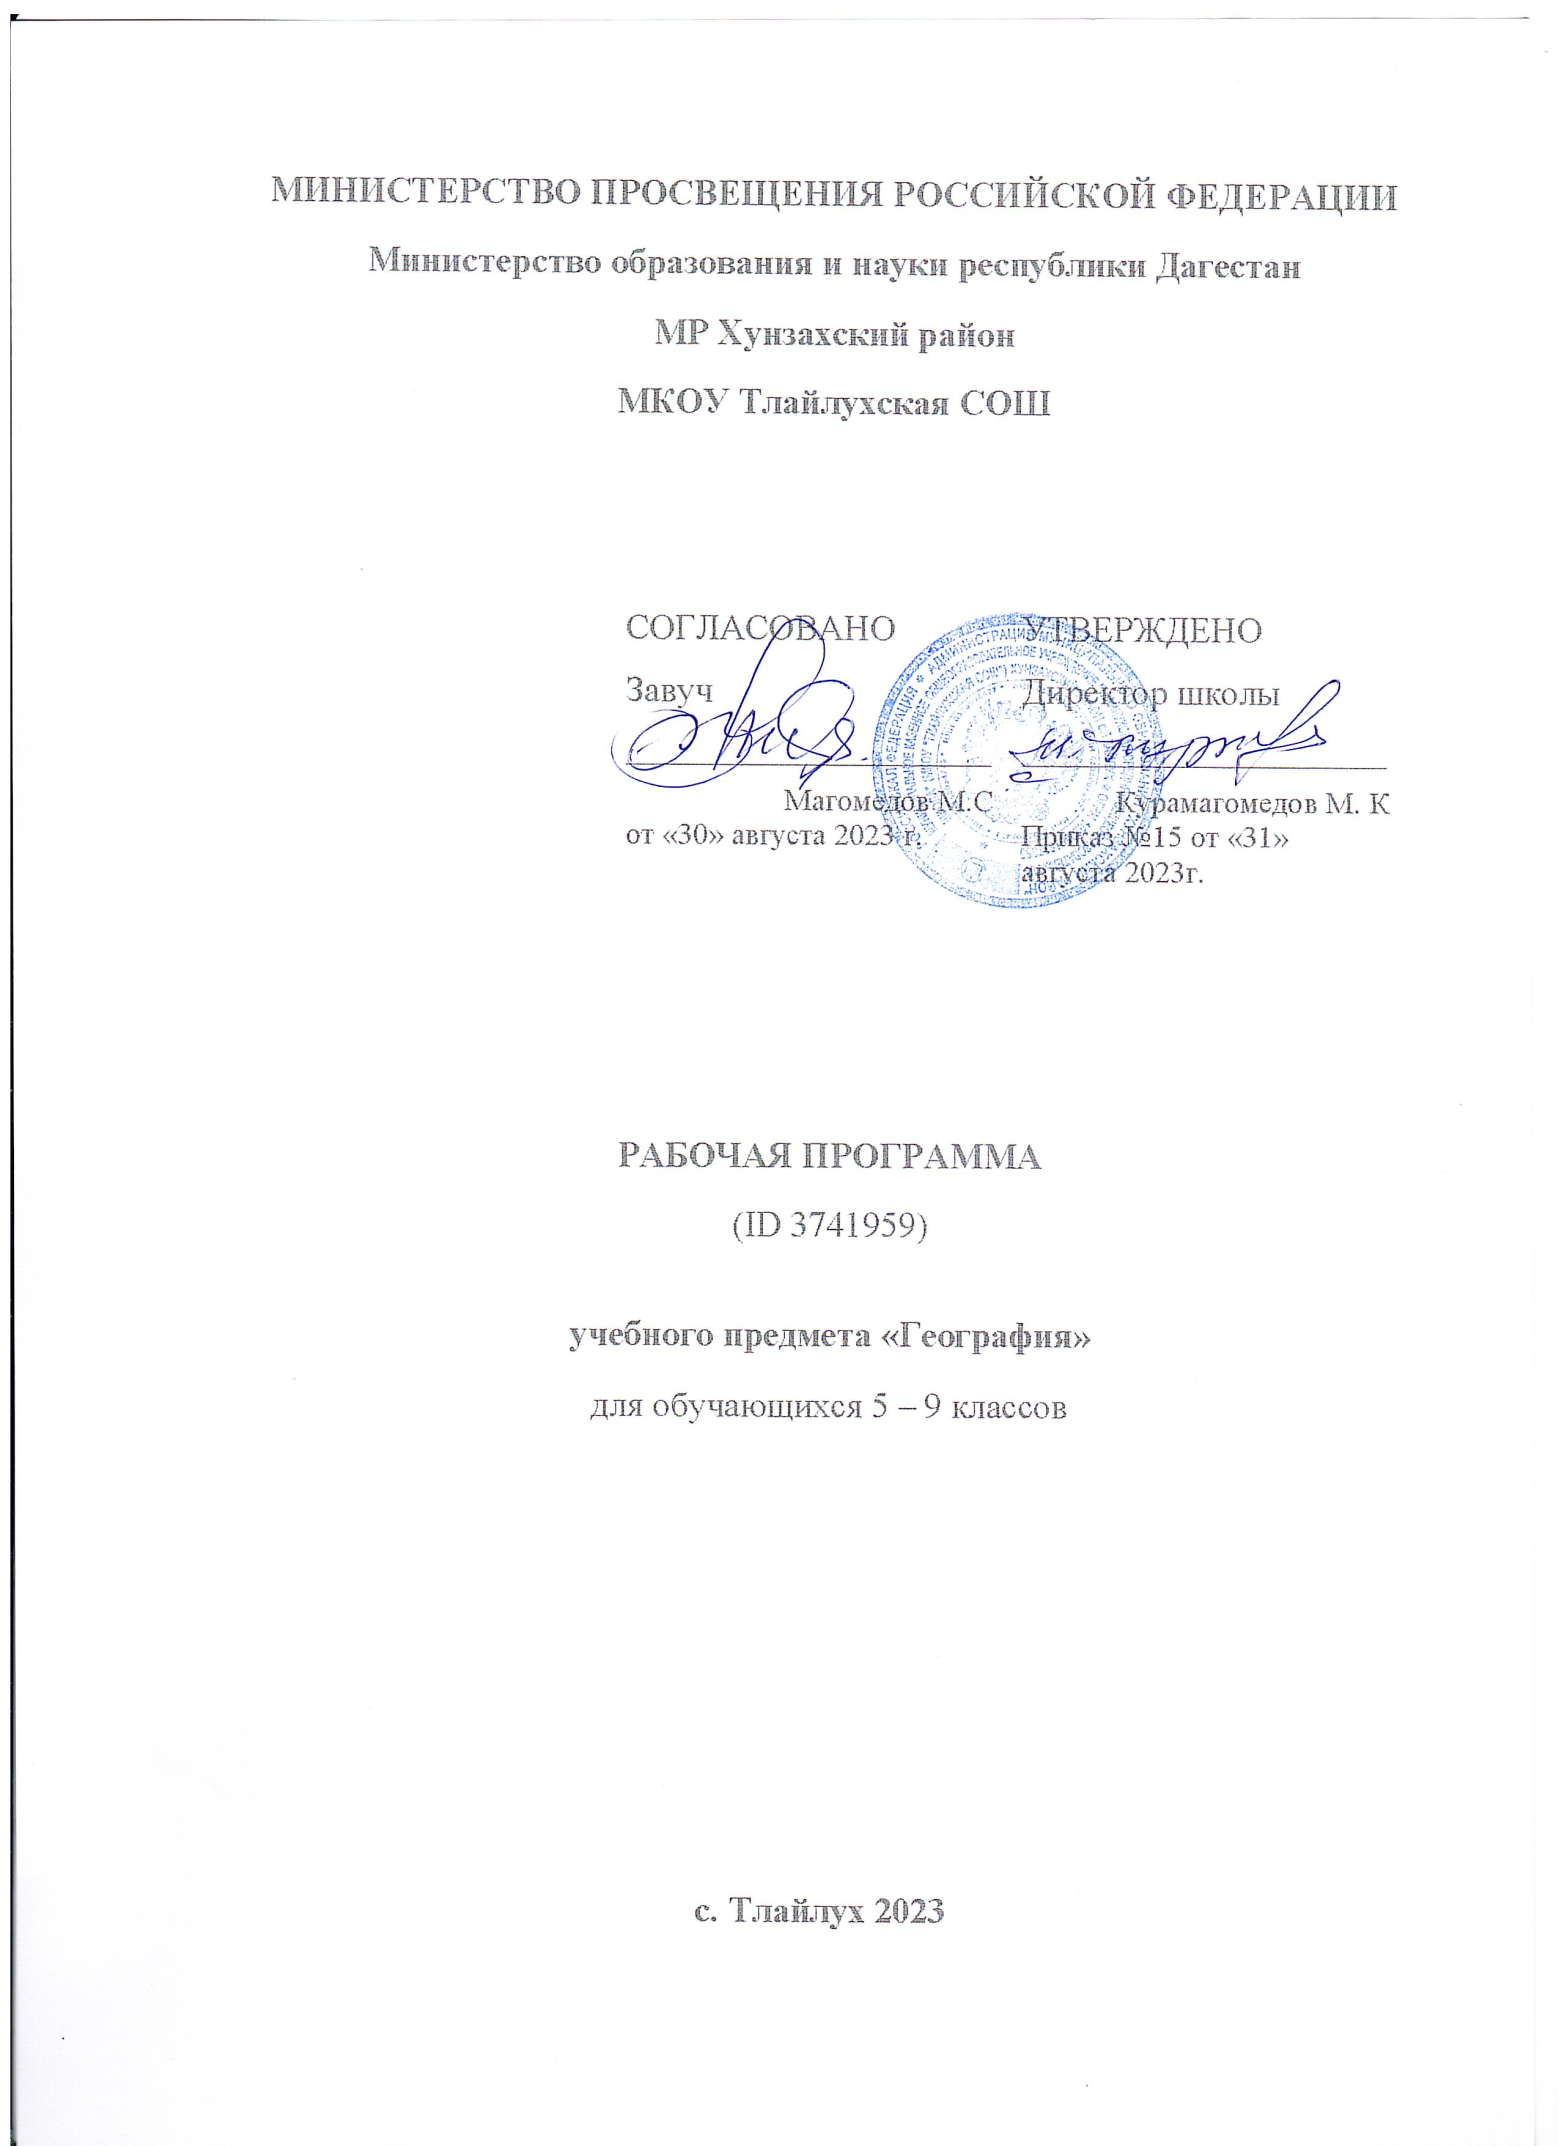 МИНИСТЕРСТВО ПРОСВЕЩЕНИЯ РОССИЙСКОЙ ФЕДЕРАЦИИ
Министерство образования и науки республики Дагестан
МР Хунзахский район
МКОУ Тлайлухская СОШ
СОГЛАСОВАНО
Завуч
Магомедов М.С
от «30» августа 2023 г.
УТВЕРЖДЕНО
Директор школы
Курамагомедов М. К
Приказ №15 от «31»
августа 2023г.
РАБОЧАЯ ПРОГРАММА
(ID 3741959)
учебного предмета «География»
для обучающихся 5 – 9 классов
с. Тлайлух 2023